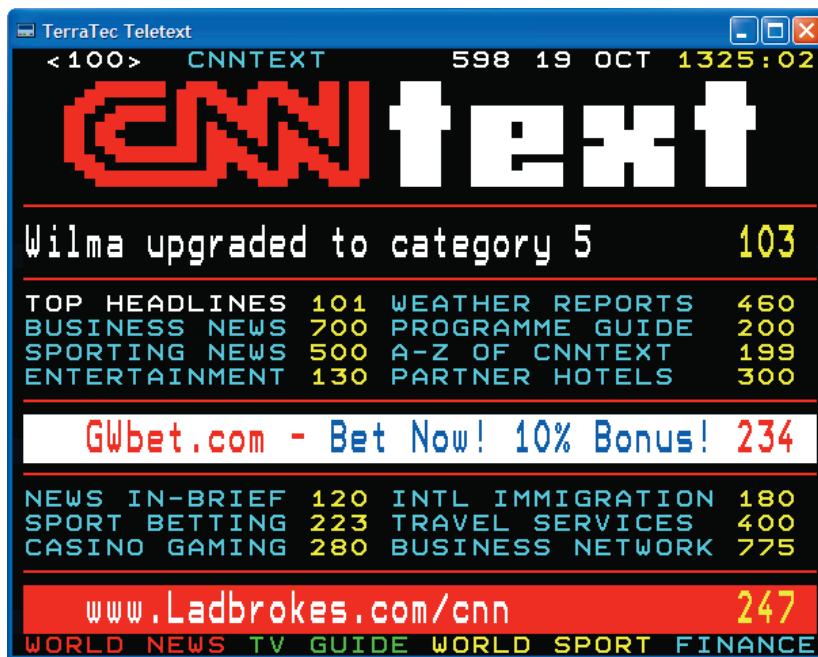 TerraTec Teletext
<100> CNNTEXT 598 19 OCT 1325:02
CNN text
Wilma upgraded to category 5 103
TOP HEADLINES 101 WEATHER REPORTS 460
BUSINESS NEWS 700 PROGRAMME GUIDE 200
SPORTING NEWS 500 A-Z OF CNNTEXT 199
ENTERTAINMENT 130 PARTNER HOTELS 300
GWbet.com - Bet Now! 10% Bonus! 234
NEWS IN-BRIEF 120 INTL IMMIGRATION 180
SPORT BETTING 223 TRAVEL SERVICES 400
CASINO GAMING 280 BUSINESS NETWORK 775
www.Ladbrokes.com/cnn 247
WORLD NEWS TV GUIDE WORLD SPORT FINANCE